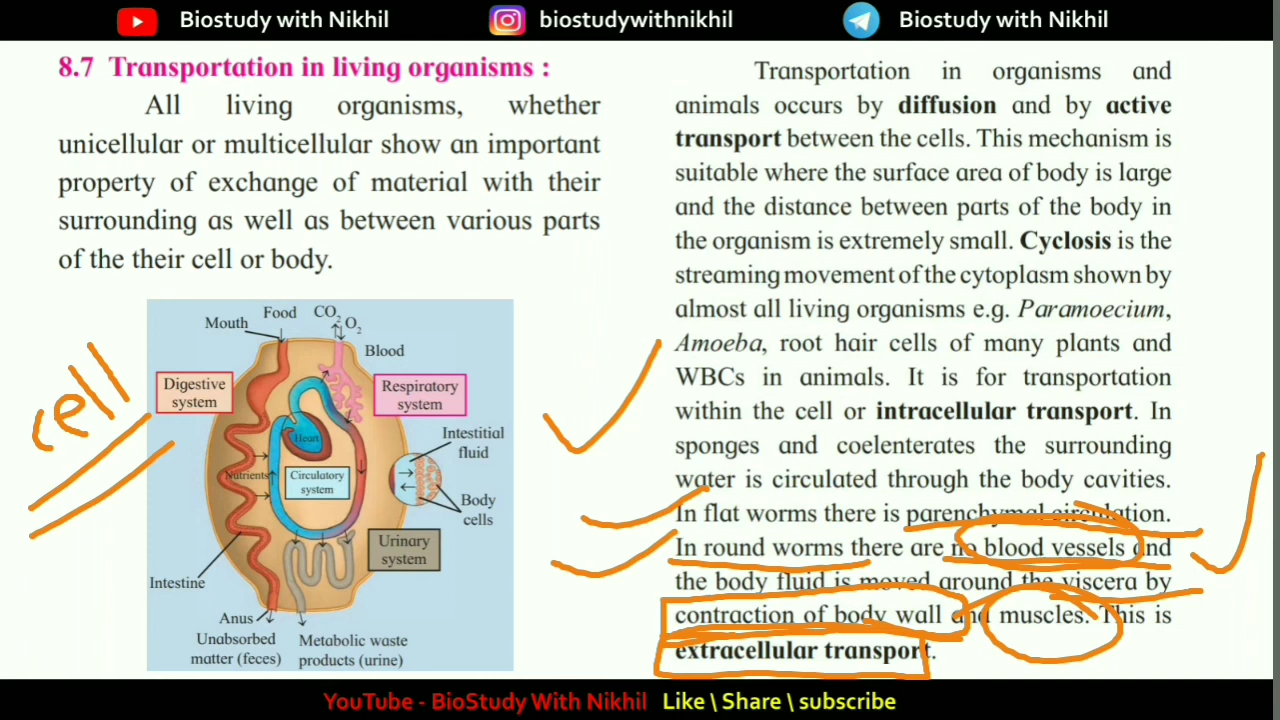 Biostudy with Nikhil
biostudywithnikhil
Biostudy with Nikhil
8.7 Transportation in living organisms :
All living organisms, whether
unicellular or multicellular show an important
property of exchange of material with their
surrounding as well as between various parts
of the their cell or body.
Food
CO2
O2
Mouth
Blood
Digestive
system
Respiratory
system
Heart
Intestitial
fluid
Nutrients
Circulatory
system
Body
cells
Urinary
system
Intestine
Anus
Unabsorbed
matter (feces)
Metabolic waste
products (urine)
cell
Transportation in organisms and
animals occurs by diffusion and by active
transport between the cells. This mechanism is
suitable where the surface area of body is large
and the distance between parts of the body in
the organism is extremely small. Cyclosis is the
streaming movement of the cytoplasm shown by
almost all living organisms e.g. Paramoecium,
Amoeba, root hair cells of many plants and
WBCs in animals. It is for transportation
within the cell or intracellular transport. In
sponges and coelenterates the surrounding
water is circulated through the body cavities.
In flat worms there is parenchymal circulation.
In round worms there are no blood vessels and
the body fluid is moved around the viscera by
contraction of body wall and muscles. This is
extracellular transport.
YouTube - BioStudy With Nikhil Like \ Share \ subscribe